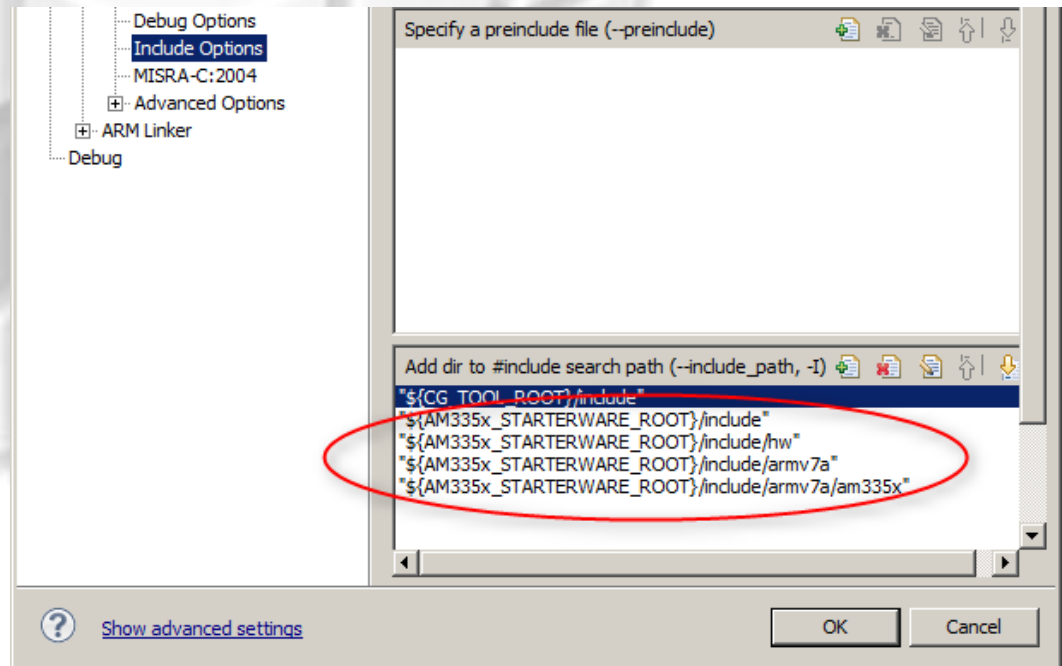 Debug Options
Include Options
MISRA-C:2004
Advanced Options
ARM Linker
Debug
Specify a preinclude file (--preinclude)
Add dir to #include search path (--include_path, -I)
"${CG_TOOL_ROOT}/include"
"${AM335x_STARTERWARE_ROOT}/include"
"${AM335x_STARTERWARE_ROOT}/include/hw"
"${AM335x_STARTERWARE_ROOT}/include/armv7a"
"${AM335x_STARTERWARE_ROOT}/include/armv7a/am335x"
Show advanced settings
OK
Cancel